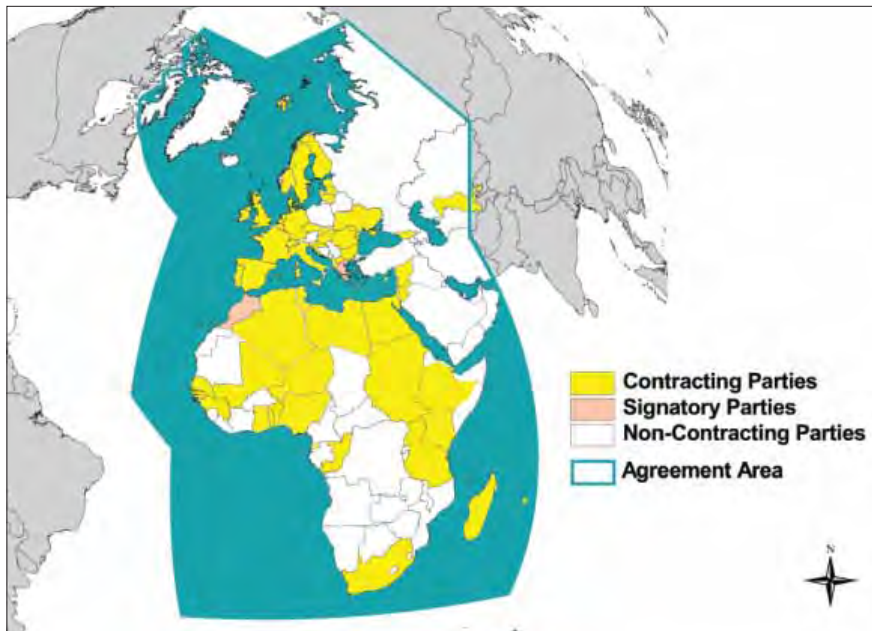 Contracting Parties
Signatory Parties
Non-Contracting Parties
Agreement Area
N